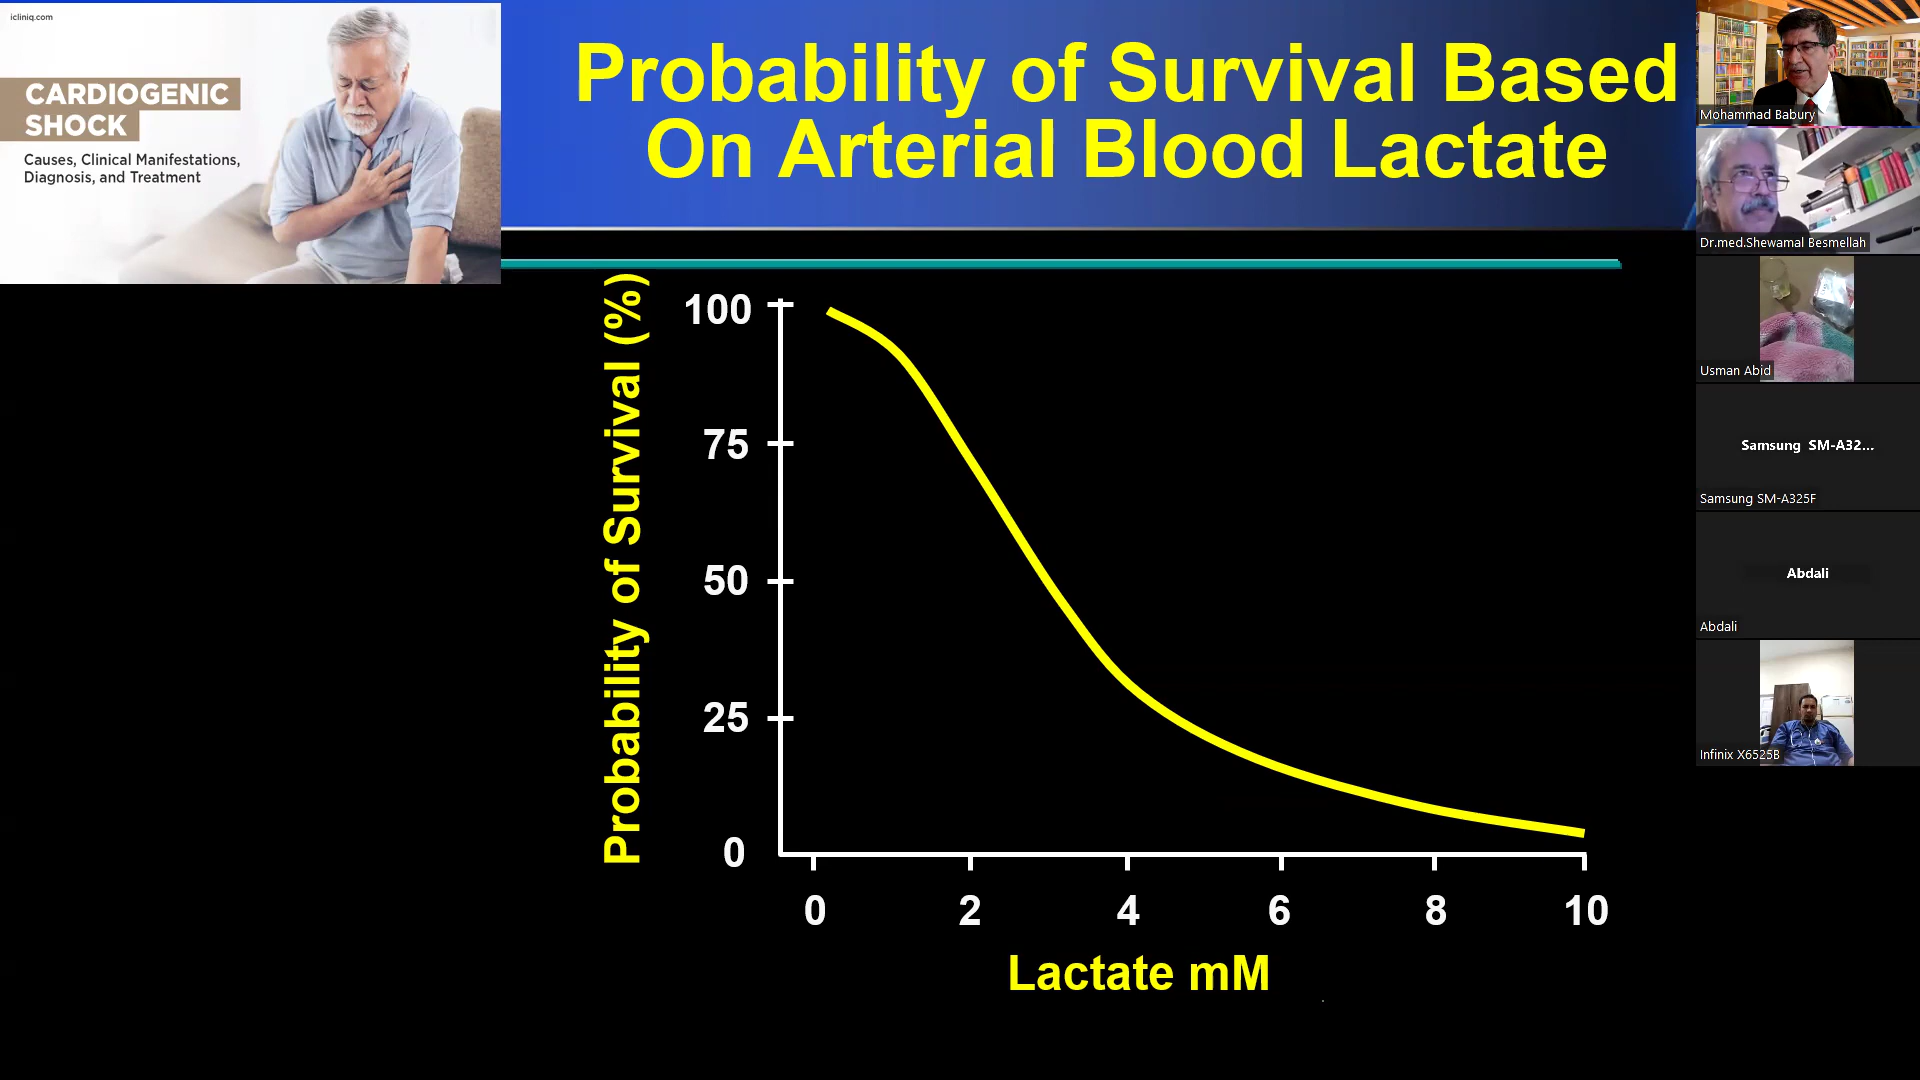 icliniq.com
CARDIOGENIC
SHOCK
Causes, Clinical Manifestations,
Diagnosis, and Treatment
Probability of Survival Based
On Arterial Blood Lactate
Probability of Survival (%)
100
75
50
25
0
0 2 4 6 8 10
Lactate mM
Mohammad Babury
Dr.med.Shewamal Besmellah
Usman Abid
Samsung SM-A32...
Samsung SM-A325F
Abdali
Abdali
Infinix X6525B